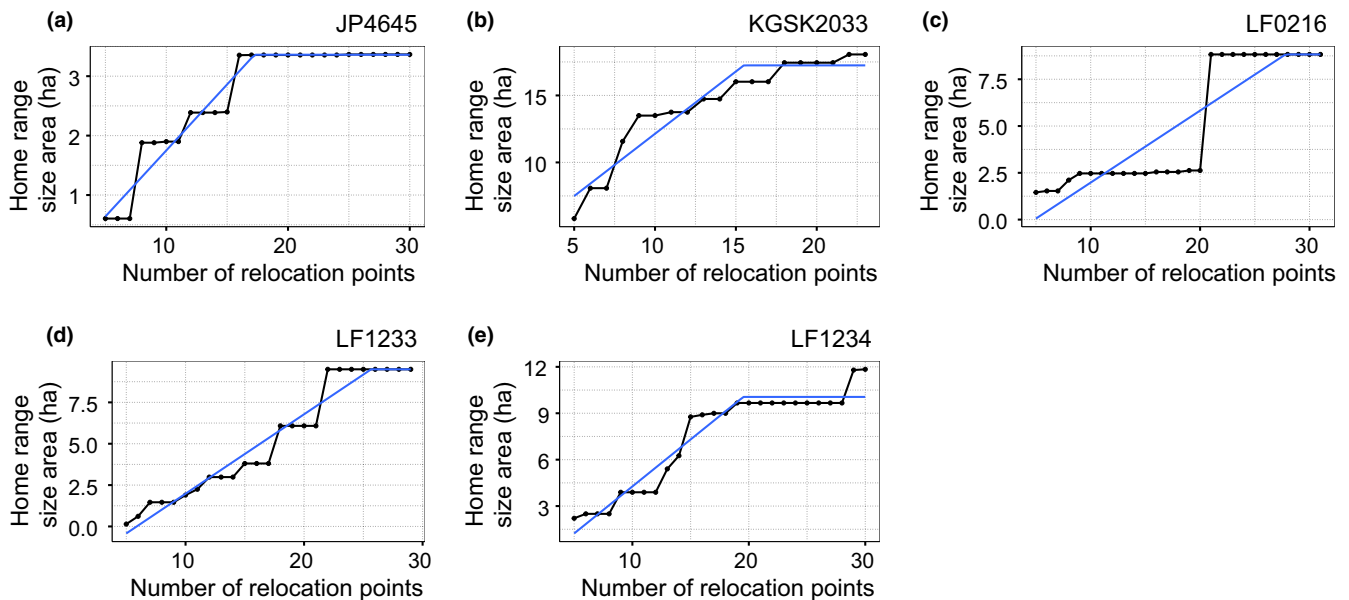 (a)
JP4645
Home range
size area (ha)
3
2
1
10
20
30
Number of relocation points
(b)
KGSK2033
Home range
size area (ha)
15
10
5
10
15
20
Number of relocation points
(c)
LF0216
Home range
size area (ha)
7.5
5.0
2.5
0.0
10
20
30
Number of relocation points
(d)
LF1233
Home range
size area (ha)
7.5
5.0
2.5
0.0
10
20
30
Number of relocation points
(e)
LF1234
Home range
size area (ha)
12
9
6
3
10
20
30
Number of relocation points